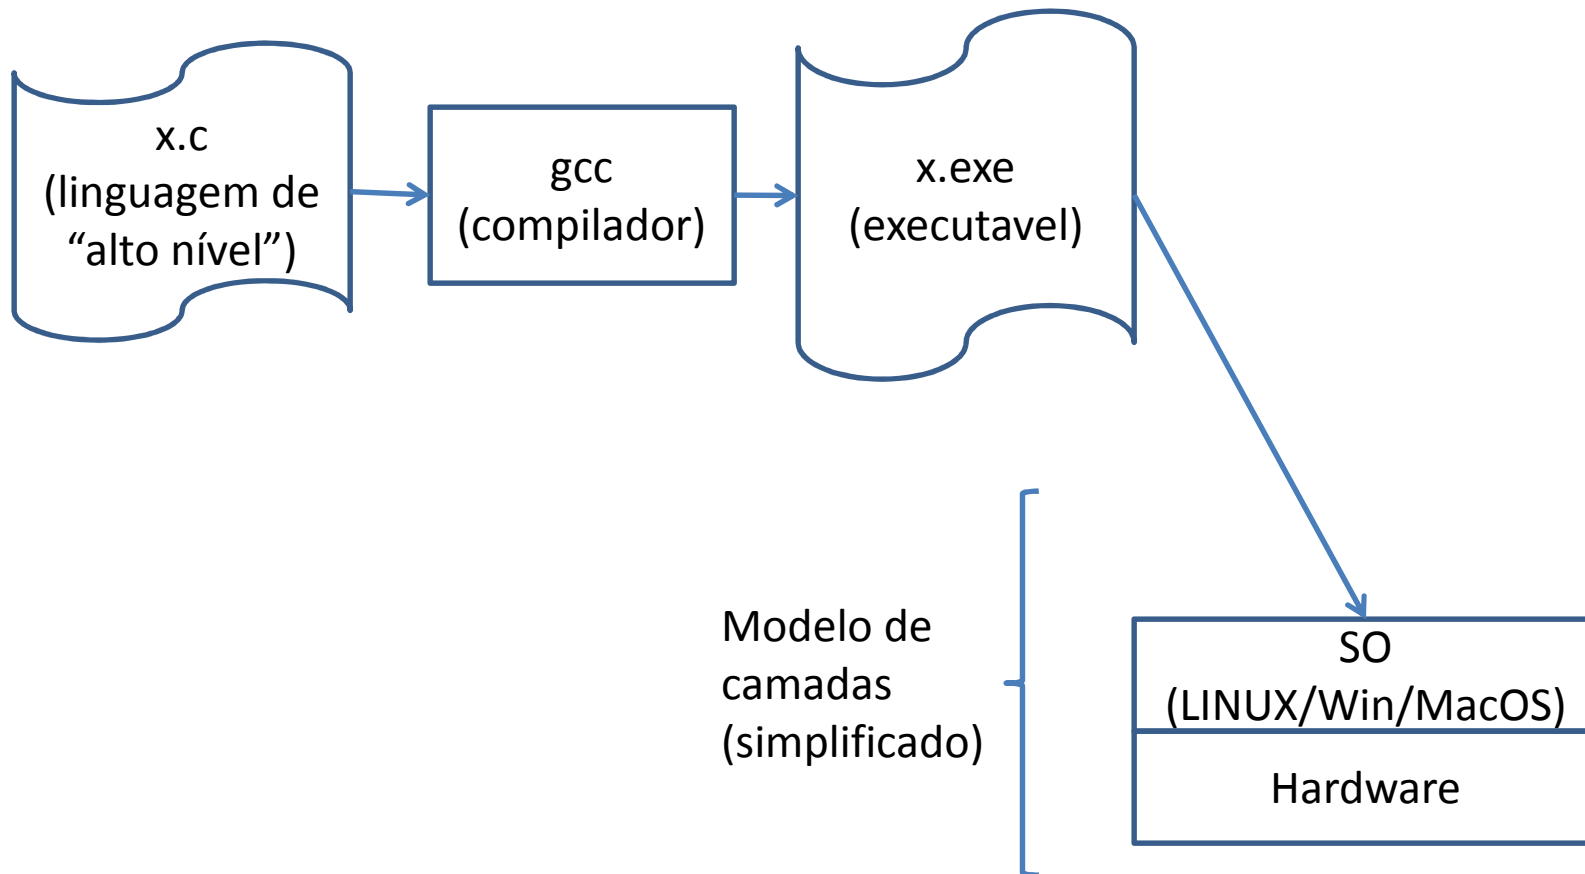 x.c
(linguagem de
“alto nível”)
gcc
(compilador)
x.exe
(executavel)
Modelo de
camadas
(simplificado)
SO
(LINUX/Win/MacOS)
Hardware